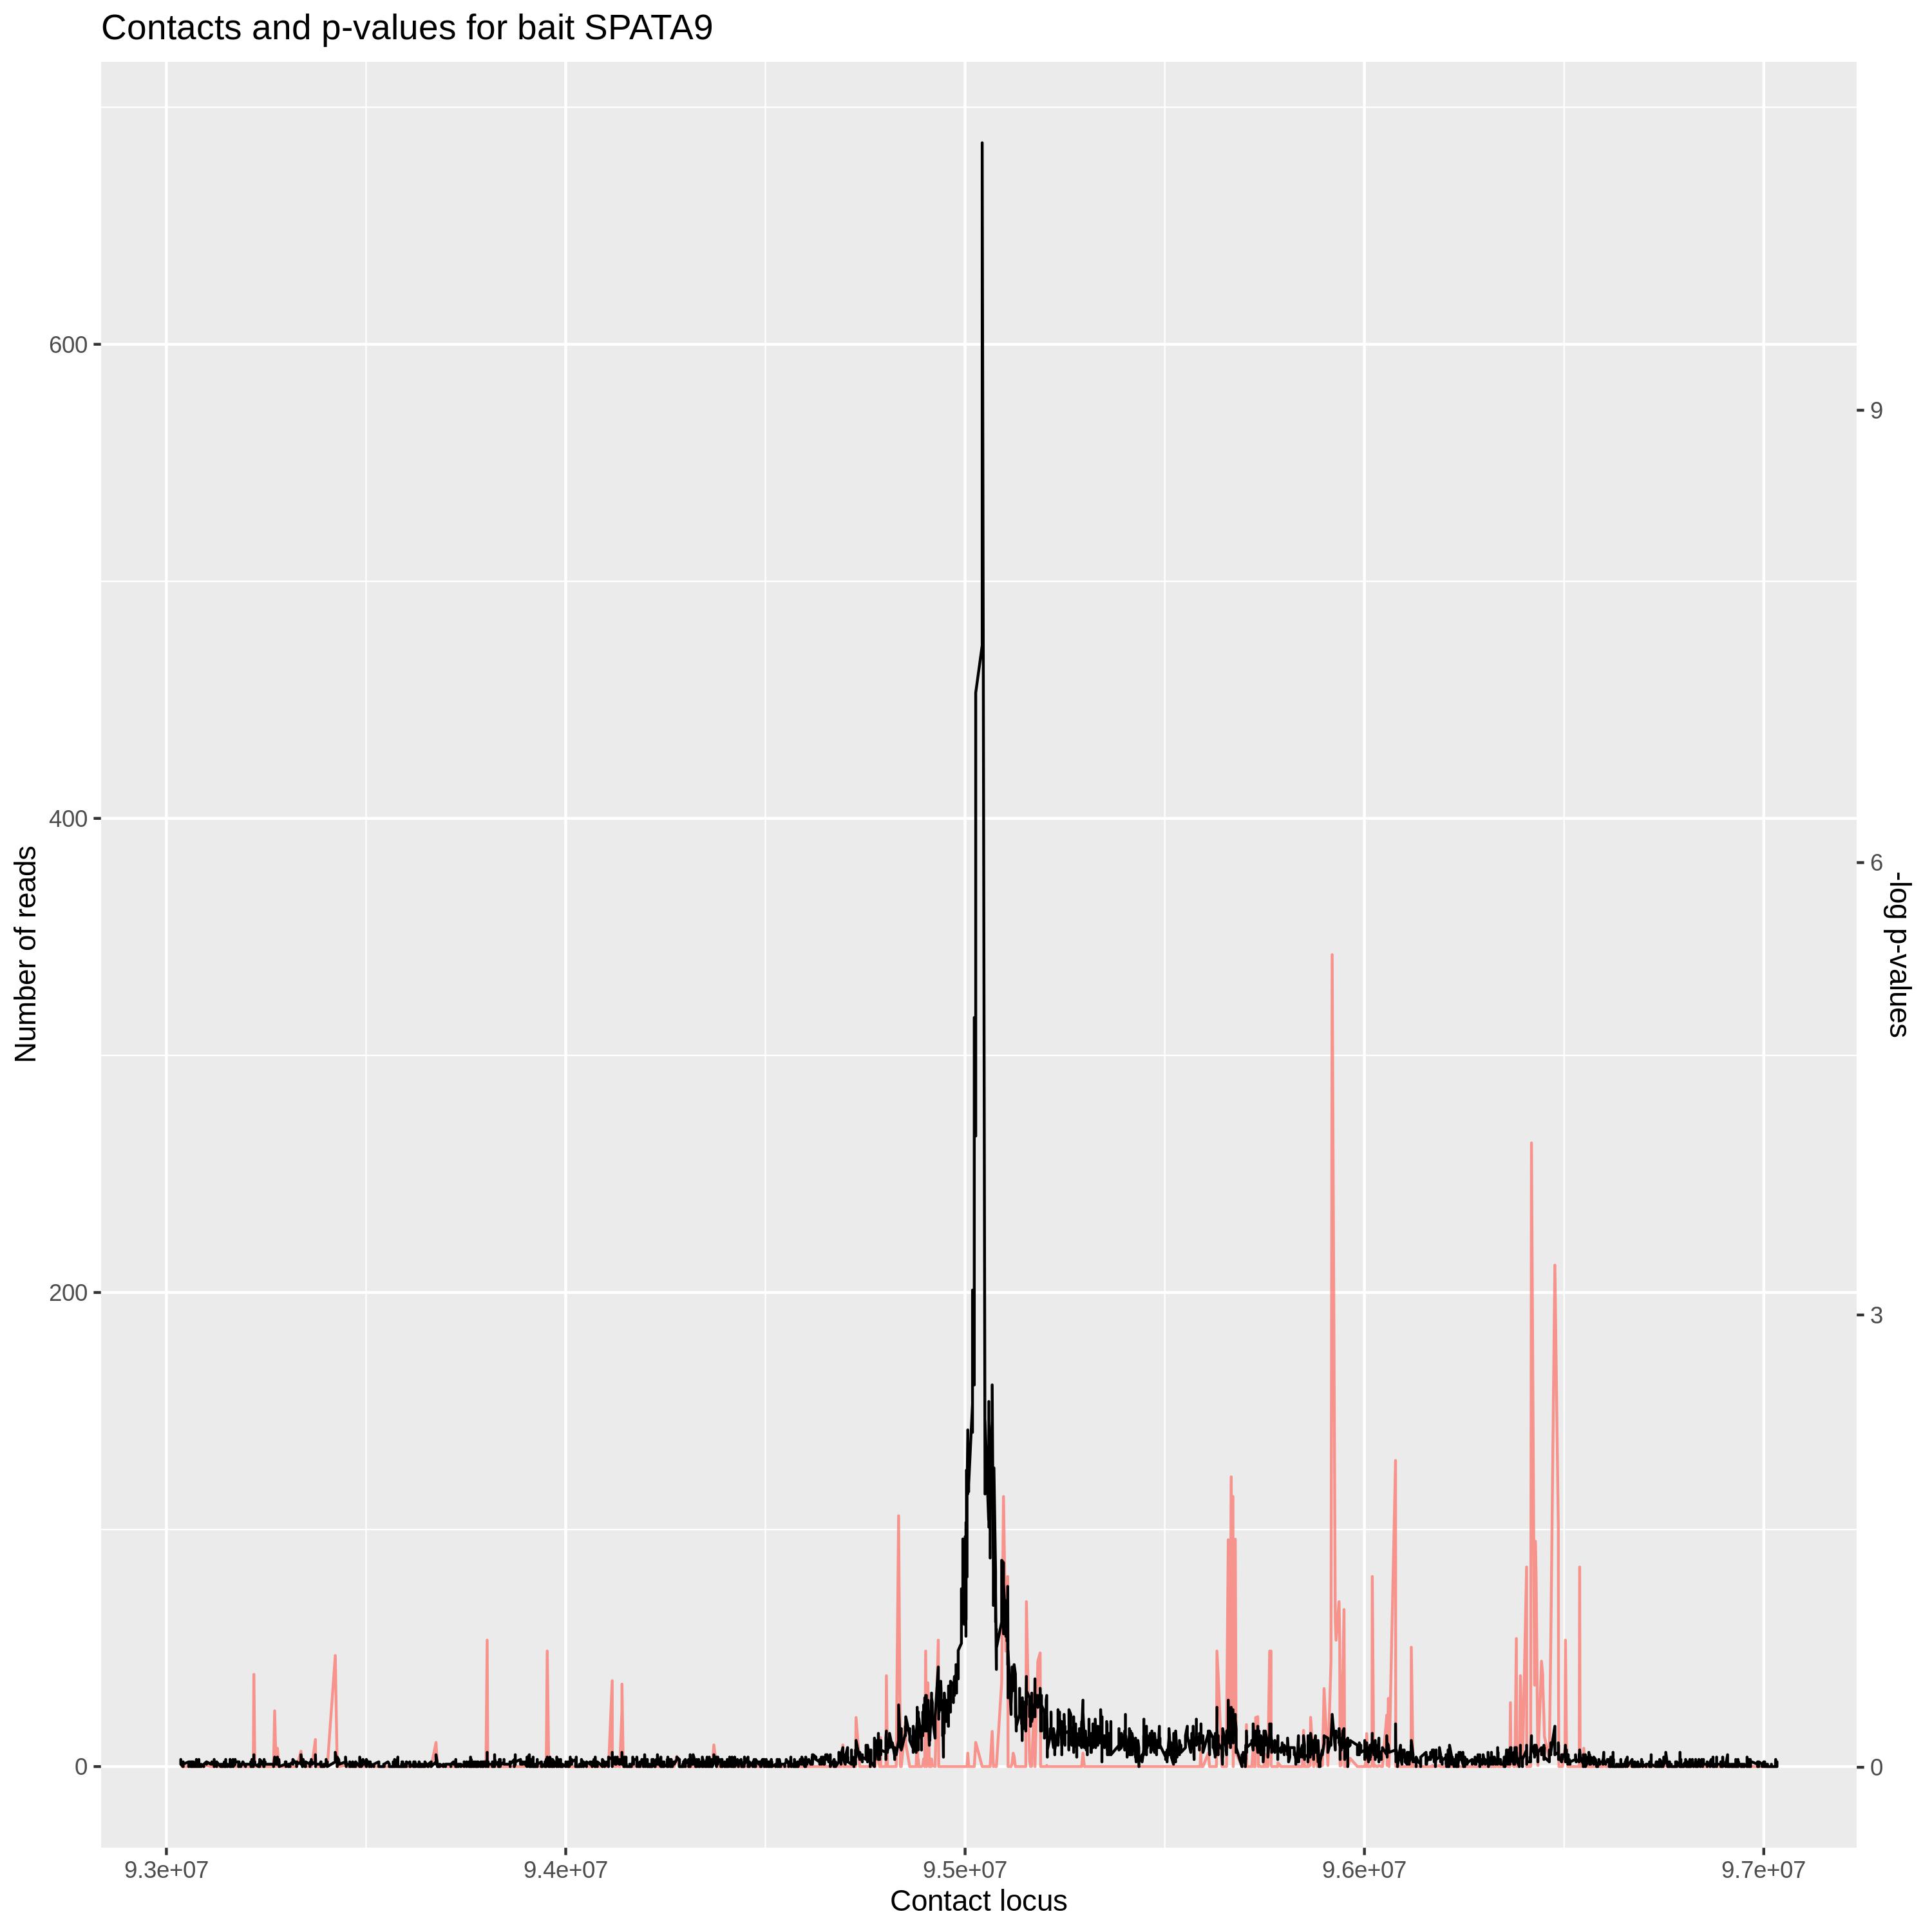 Contacts and p-values for bait SPATA9
Number of reads
600
400
200
0
9
6
3
0
-log p-values
9.3e+07
9.4e+07
9.5e+07
9.6e+07
9.7e+07
Contact locus